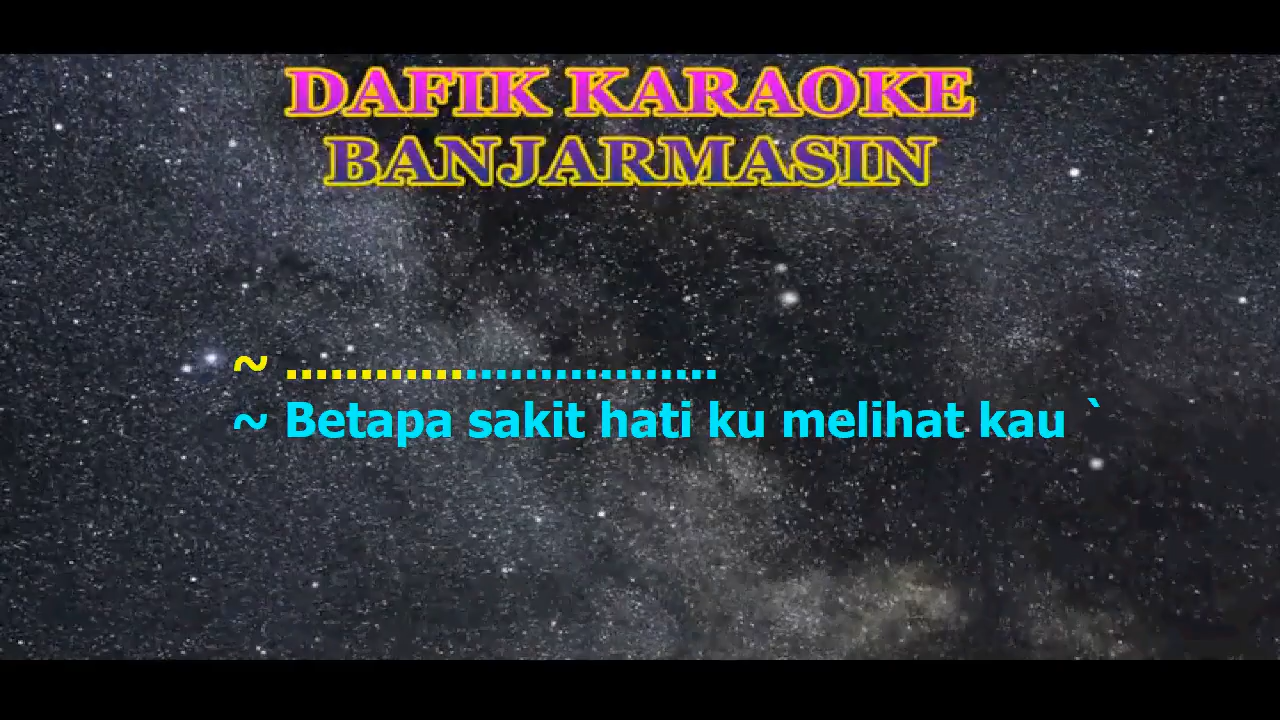 DAFIK KARAOKE
BANJARMASIN
~ .............................
~ Betapa sakit hati ku melihat kau `